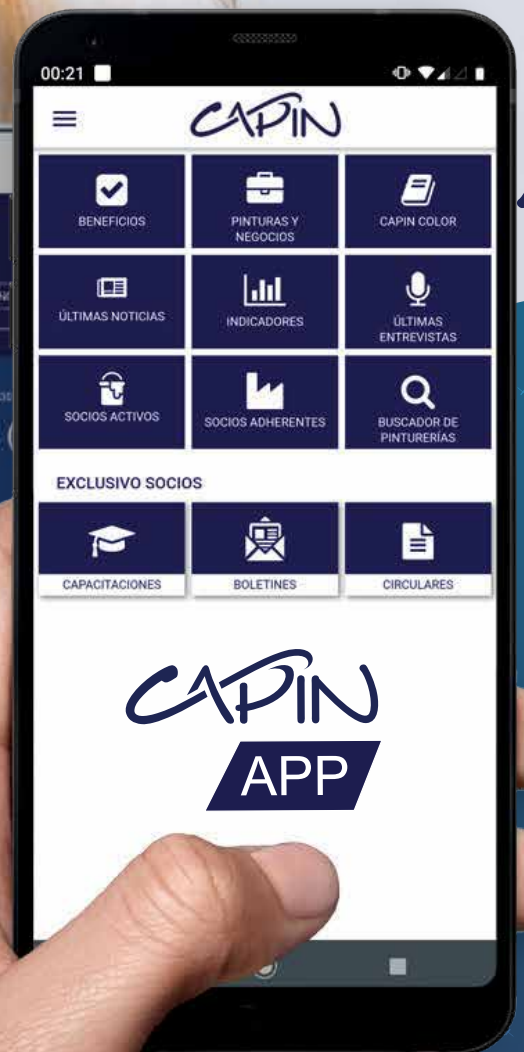 00:21
CAPIN
BENEFICIOS
PINTURAS Y
NEGOCIOS
CAPIN COLOR
ÚLTIMAS NOTICIAS
INDICADORES
ÚLTIMAS
ENTREVISTAS
SOCIOS ACTIVOS
SOCIOS ADHERENTES
BUSCADOR DE
PINTURERÍAS
EXCLUSIVO SOCIOS
CAPACITACIONES
BOLETINES
CIRCULARES
CAPIN
APP